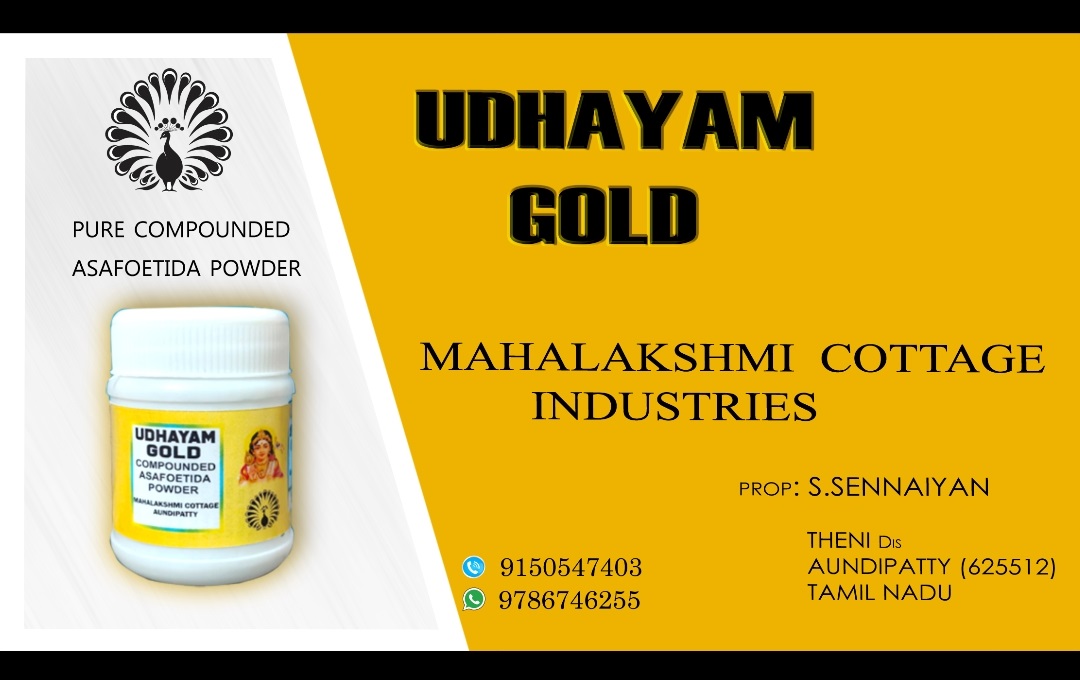 PURE COMPOUNDED
ASAFOETIDA POWDER
UDHAYAM
GOLD
COMPOUNDED
ASAFOETIDA
POWDER
MAHALAKSHMI COTTAGE
AUNDIPATTY
UDHAYAM
GOLD
MAHALAKSHMI COTTAGE
INDUSTRIES
PROP: S.SENNAIYAN
THENI DIS
AUNDIPATTY (625512)
TAMIL NADU
9150547403
9786746255